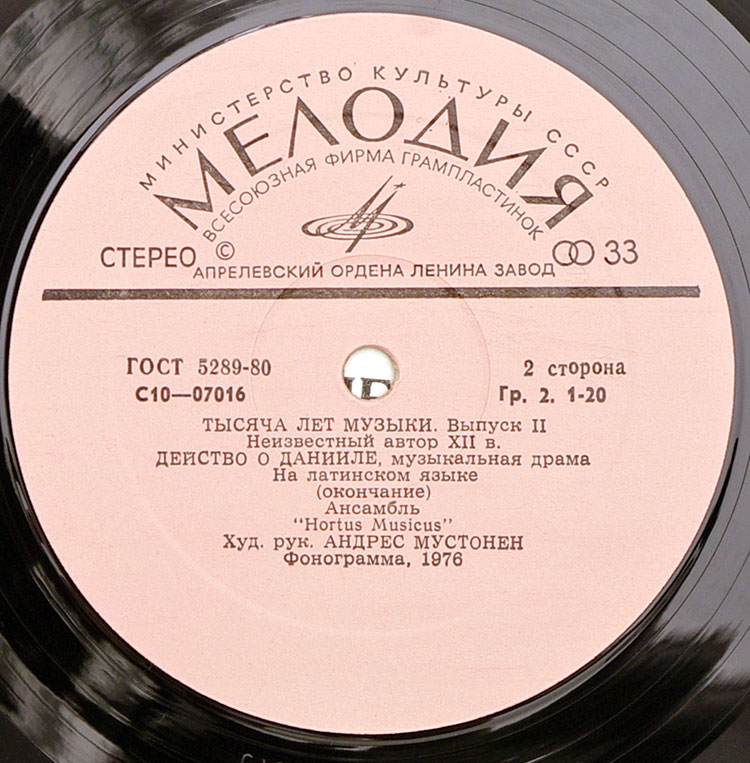 МИНИСТЕРСТВО КУЛЬТУРЫ СССР
МЕЛОДИЯ
ВСЕСОЮЗНАЯ ФИРМА ГРАМПЛАСТИНОК
СТЕРЕО © 33
АПРЕЛЕВСКИЙ ОРДЕНА ЛЕНИНА ЗАВОД
ГОСТ 5289-80 2 сторона
С10—07016 Гр. 2. 1-20
ТЫСЯЧА ЛЕТ МУЗЫКИ. Выпуск II
Неизвестный автор XII в.
ДЕЙСТВО О ДАНИИЛЕ, музыкальная драма
На латинском языке
(окончание)
Ансамбль
"Hortus Musicus"
Худ. рук. АНДРЕС МУСТОНЕН
Фонограмма, 1976